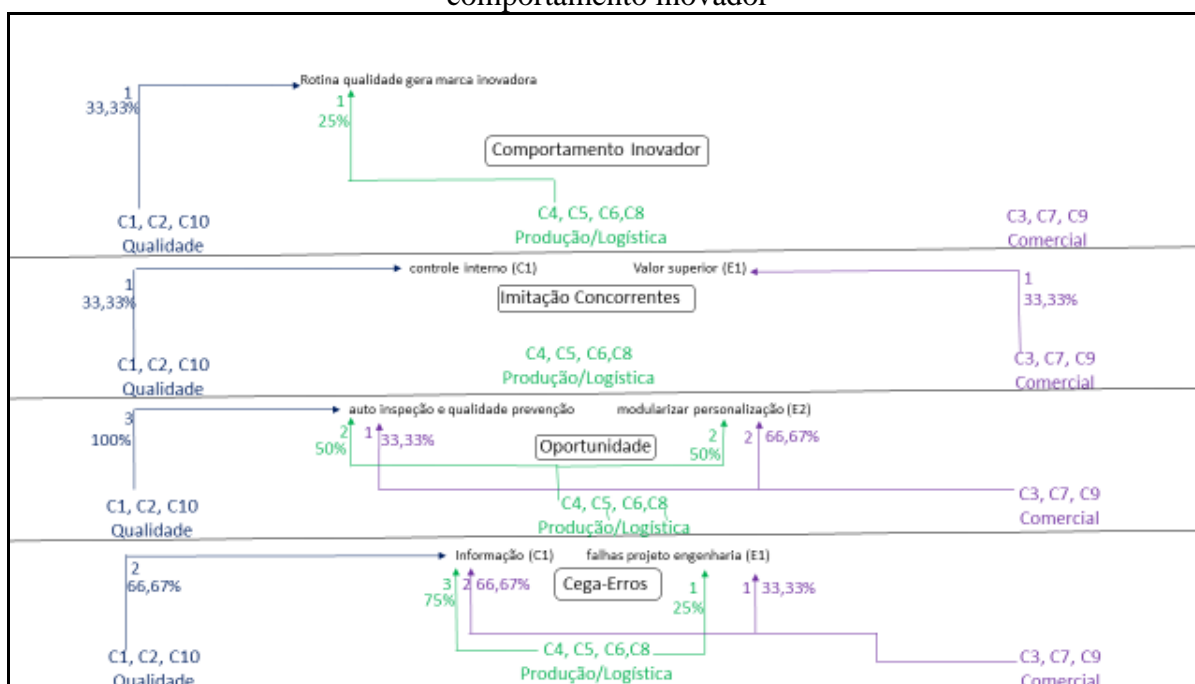 comportamento inovador
Rotina qualidade gera marca inovadora
1
33,33%
1
25%
Comportamento Inovador
C1, C2, C10
Qualidade
C4, C5, C6,C8
Produção/Logística
C3, C7, C9
Comercial
controle interno (C1)
Valor superior (E1)
1
33,33%
1
33,33%
Imitação Concorrentes
C1, C2, C10
Qualidade
C4, C5, C6,C8
Produção/Logística
C3, C7, C9
Comercial
auto inspeção e qualidade prevenção
modularizar personalização (E2)
3
100%
2
50%
1
33,33%
Oportunidade
2
50%
2
66,67%
C1, C2, C10
Qualidade
C4, C5, C6,C8
Produção/Logística
C3, C7, C9
Comercial
Informação (C1)
falhas projeto engenharia (E1)
2
66,67%
3
75%
2
66,67%
Cega-Erros
1
25%
1
33,33%
C1, C2, C10
Qualidade
C4, C5, C6,C8
Produção/Logística
C3, C7, C9
Comercial